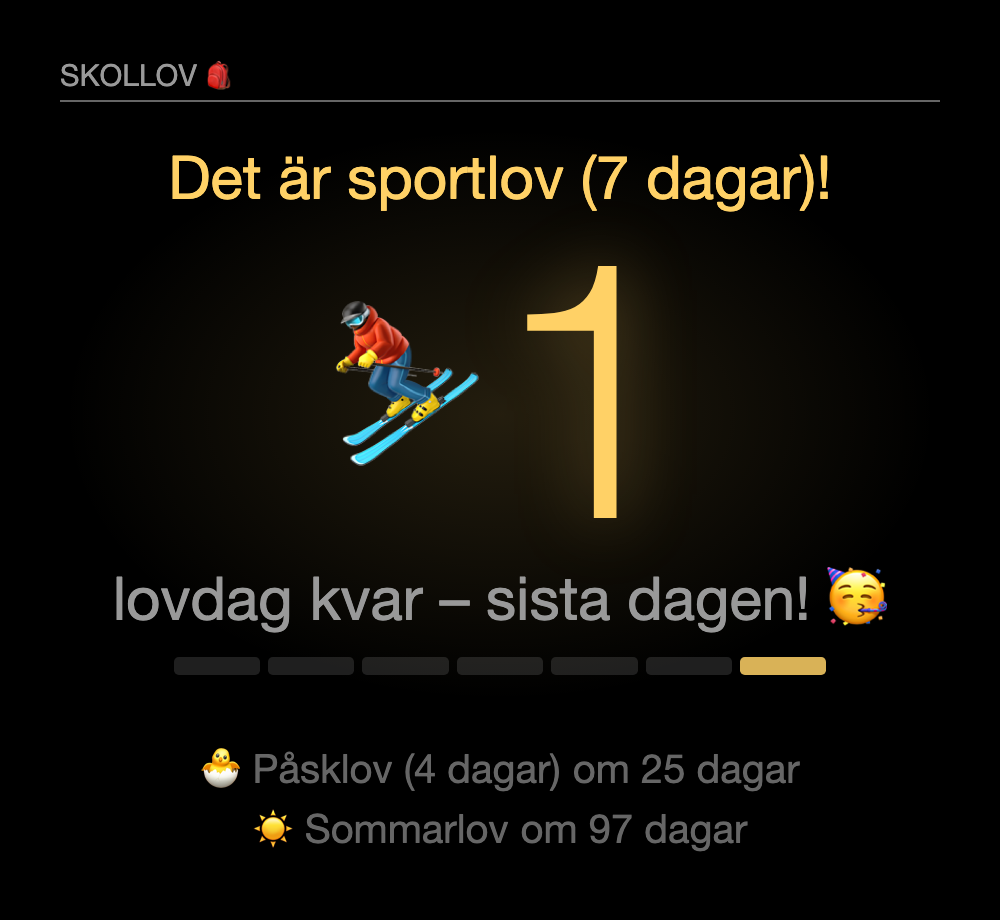 SKOLLOV 🎒
Det är sportlov (7 dagar)!
⛷️ 1
lovdag kvar – sista dagen! 🥳
🐣 Påsklov (4 dagar) om 25 dagar
☀️ Sommarlov om 97 dagar